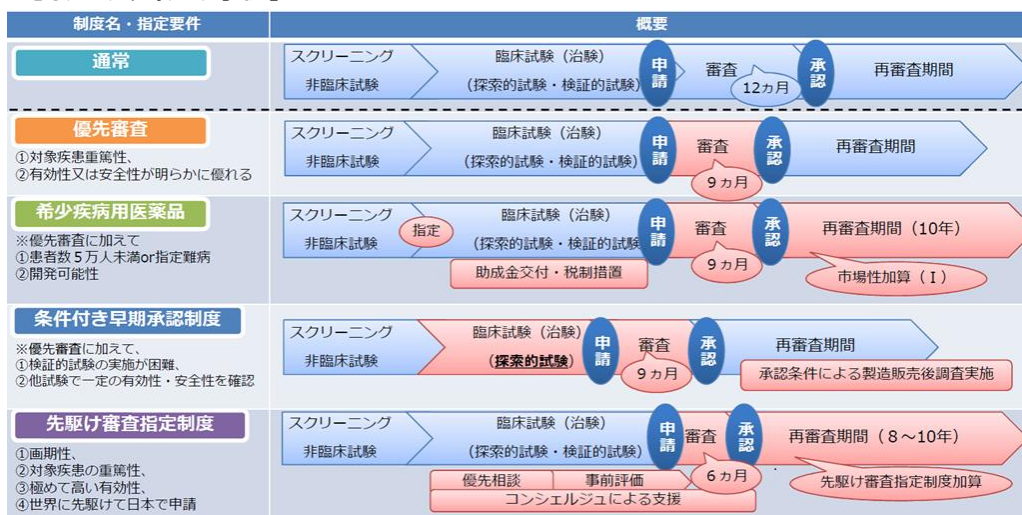 制度名・指定要件
概要
通常
スクリーニング
非臨床試験
臨床試験（治験）
(探索的試験・検証的試験)
申請
審査
12ヵ月
承認
再審査期間
優先審査
①対象疾患重篤性、
②有効性又は安全性が明らかに優れる
スクリーニング
非臨床試験
臨床試験（治験）
(探索的試験・検証的試験)
申請
審査
9ヵ月
承認
再審査期間
希少疾病用医薬品
※優先審査に加えて
①患者数５万人未満or指定難病
②開発可能性
スクリーニング
非臨床試験
指定
臨床試験（治験）
(探索的試験・検証的試験)
助成金交付・税制措置
申請
審査
9ヵ月
承認
再審査期間（10年）
市場性加算（Ⅰ）
条件付き早期承認制度
※優先審査に加えて、
①検証的試験の実施が困難、
②他試験で一定の有効性・安全性を確認
スクリーニング
非臨床試験
臨床試験（治験）
(探索的試験)
申請
審査
9ヵ月
承認
再審査期間
承認条件による製造販売後調査実施
先駆け審査指定制度
①画期性、
②対象疾患の重篤性、
③極めて高い有効性、
④世界に先駆けて日本で申請
スクリーニング
非臨床試験
臨床試験（治験）
(探索的試験・検証的試験)
優先相談
事前評価
コンシェルジュによる支援
申請
審査
6ヵ月
承認
再審査期間（８～10年）
先駆け審査指定制度加算